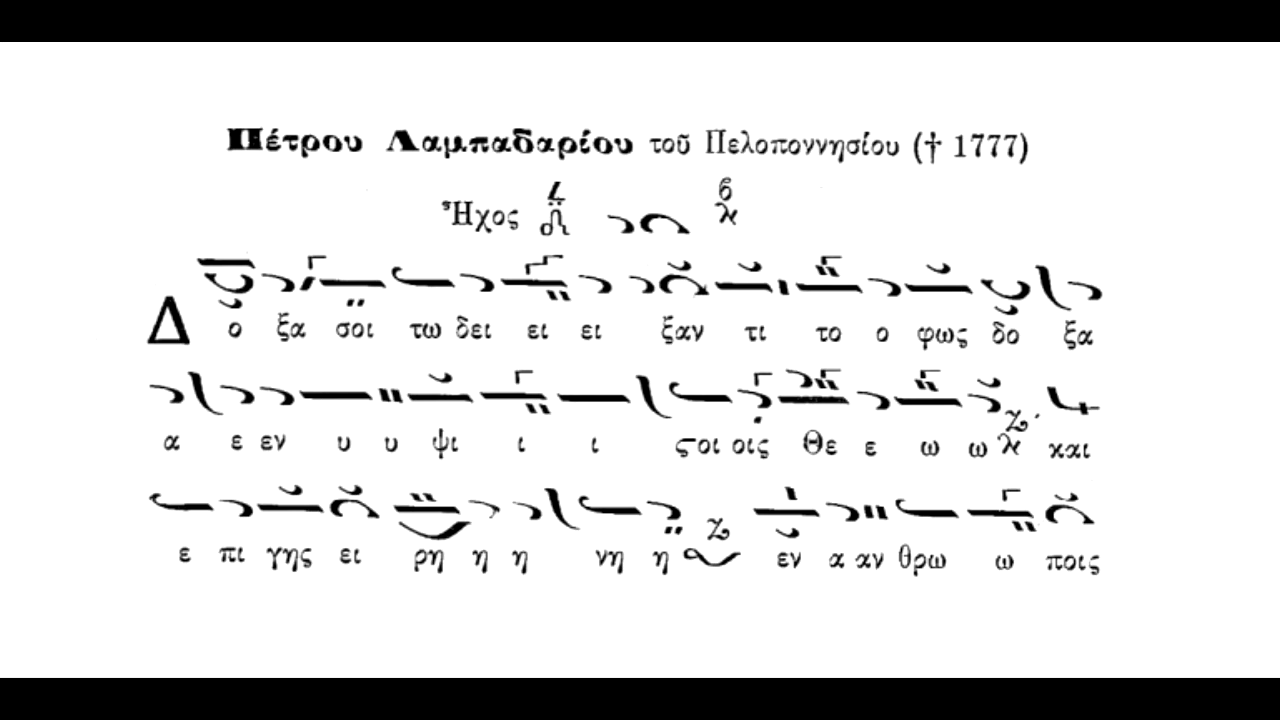 Πέτρου Λαμπαδαρίου τοῦ Πελοποννησίου († 1777)
Ἦχος
Δ ο ξα σοι τω δει ει ει ξαν τι το ο φως δο ξα
α ε εν υ υ ψι ι ι ςοι οις Θε ε ω ω και
ε πι γης ει ρη η η νη η εν α αν θρω ω ποις